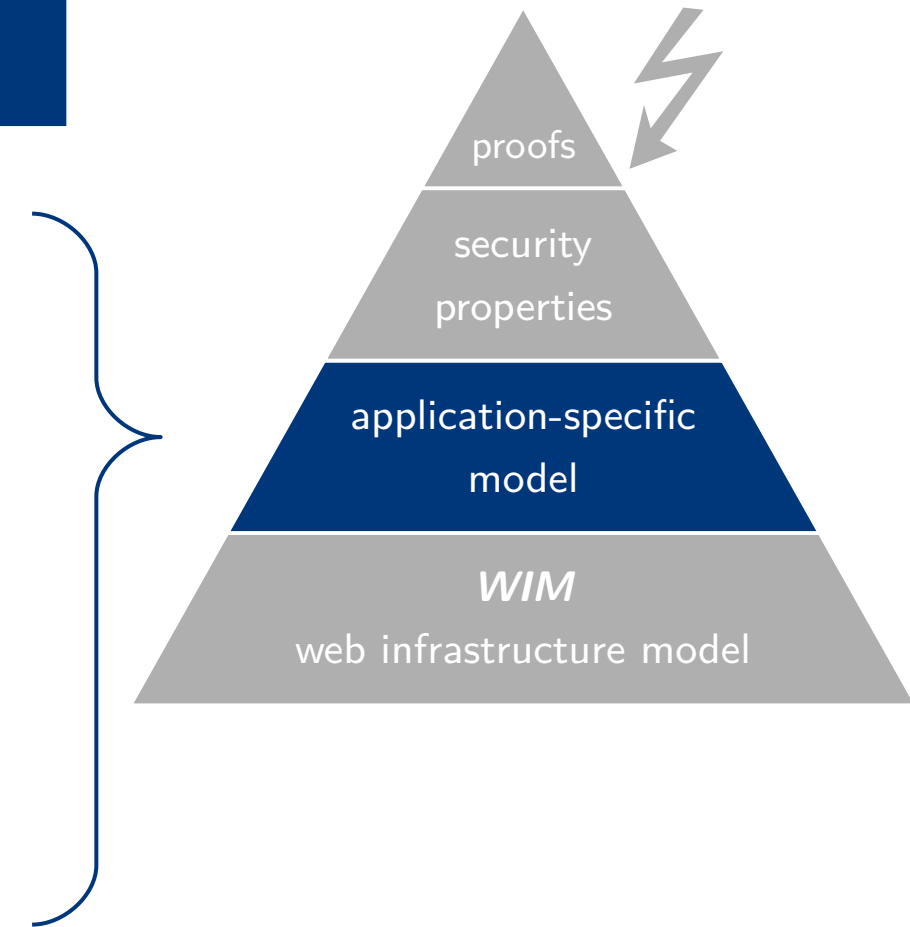 proofs
security
properties
application-specific
model
WIM
web infrastructure model